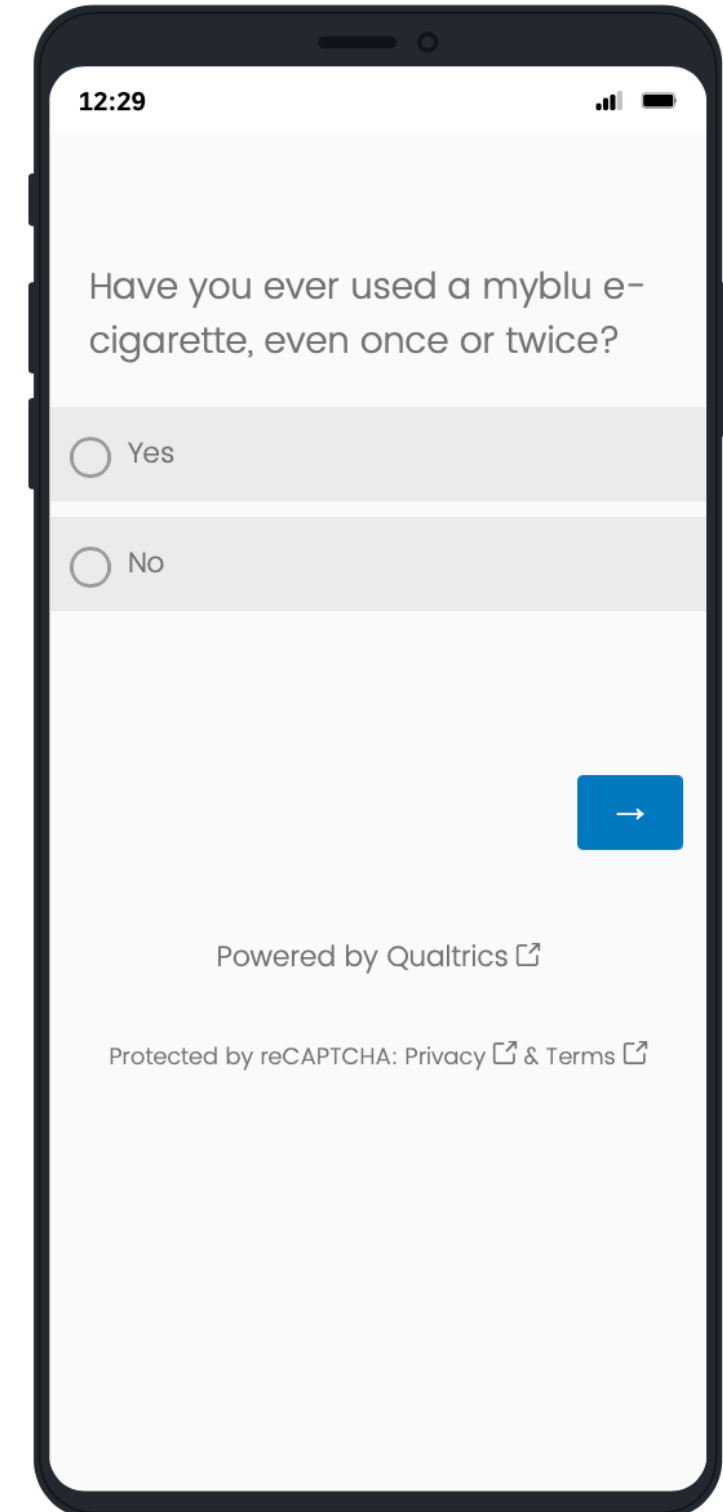 12:29
Have you ever used a myblu e-
cigarette, even once or twice?
Yes
No
→
Powered by Qualtrics
Protected by reCAPTCHA: Privacy & Terms